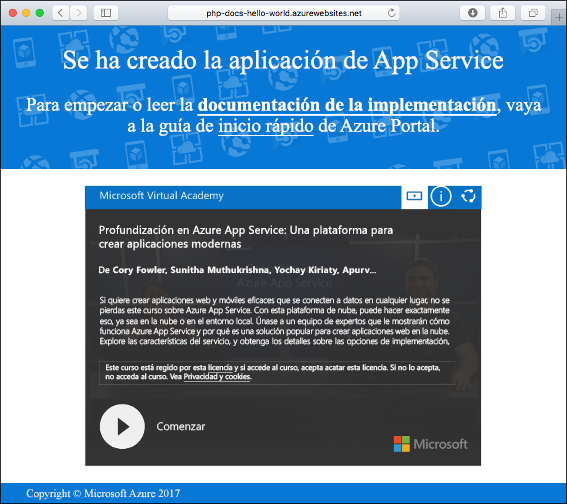 php-docs-hello-world.azurewebsites.net
Se ha creado la aplicación de App Service
Para empezar o leer la documentación de la implementación, vaya
a la guía de inicio rápido de Azure Portal.
Microsoft Virtual Academy
Profundización en Azure App Service: Una plataforma para
crear aplicaciones modernas
De Cory Fowler, Sunitha Muthukrishna, Yochay Kiriaty, Apurv...
Si quiere crear aplicaciones web y móviles eficaces que se conecten a datos en cualquier lugar, no se
pierdas este curso sobre Azure App Service. Con esta plataforma de nube, puede hacer exactamente
eso, ya sea en la nube o en el entorno local. Únase a un equipo de expertos que le mostrarán cómo
funciona Azure App Service y por qué es una solución popular para crear aplicaciones web en la nube.
Explore las características del servicio, y obtenga los detalles sobre las opciones de implementación,
Este curso está regido por esta licencia y si accede al curso, acepta acatar esta licencia. Si no lo acepta,
no acceda al curso. Vea Privacidad y cookies.
Comenzar
Microsoft
Copyright © Microsoft Azure 2017